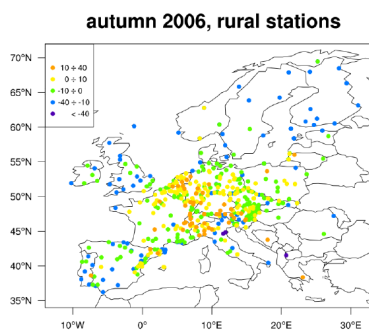 autumn 2006, rural stations
70°N
65°N
60°N
55°N
50°N
45°N
40°N
35°N
10 ÷ 40
0 ÷ 10
-10 ÷ 0
-40 ÷ -10
< -40
10°W
0°
10°E
20°E
30°E